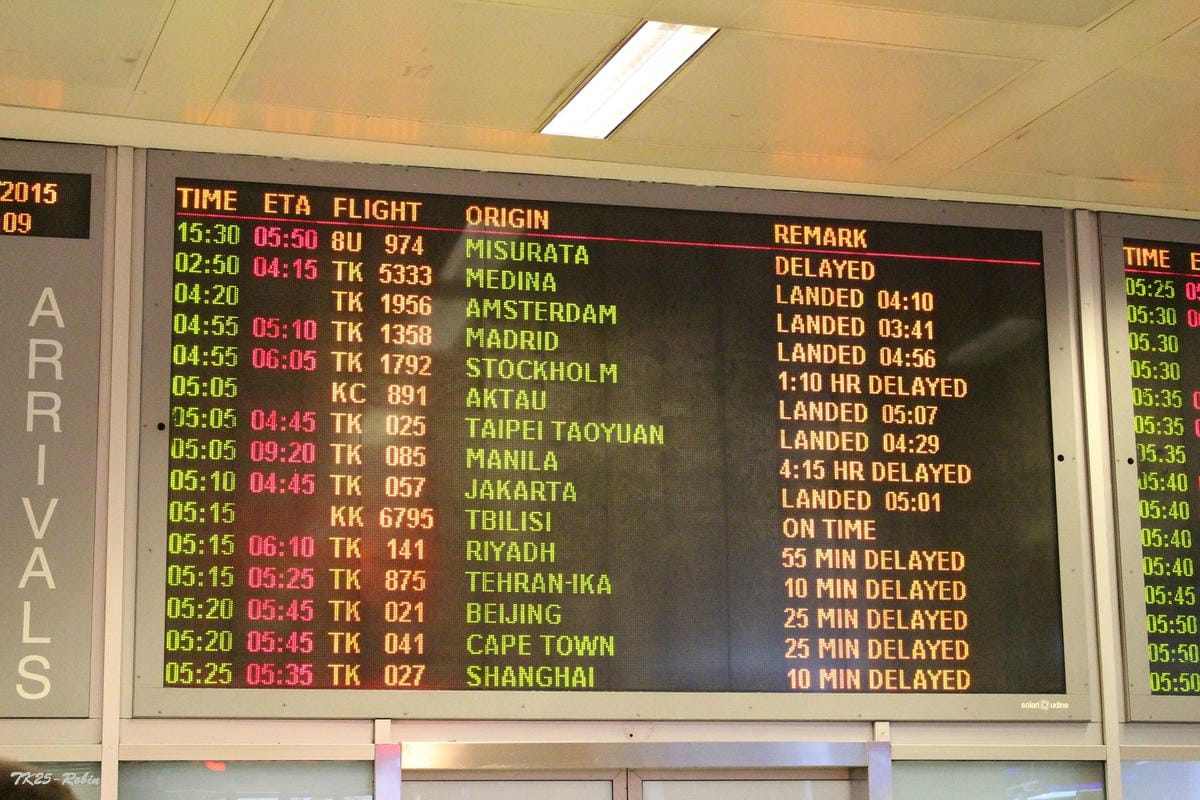 2015
09
ARRIVALS
TIME ETA FLIGHT ORIGIN REMARK
15:30 05:50 8U 974 MISURATA DELAYED
02:50 04:15 TK 5333 MEDINA LANDED 04:10
04:20 TK 1956 AMSTERDAM LANDED 03:41
04:55 05:10 TK 1358 MADRID LANDED 04:56
04:55 06:05 TK 1792 STOCKHOLM 1:10 HR DELAYED
05:05 KC 891 AKTAU LANDED 05:07
05:05 04:45 TK 025 TAIPEI TAOYUAN LANDED 04:29
05:05 09:20 TK 085 MANILA 4:15 HR DELAYED
05:10 04:45 TK 057 JAKARTA LANDED 05:01
05:15 KK 6795 TBILISI ON TIME
05:15 06:10 TK 141 RIYADH 55 MIN DELAYED
05:15 05:25 TK 875 TEHRAN-IKA 10 MIN DELAYED
05:20 05:45 TK 021 BEIJING 25 MIN DELAYED
05:20 05:45 TK 041 CAPE TOWN 25 MIN DELAYED
05:25 05:35 TK 027 SHANGHAI 10 MIN DELAYED
solari udine
TIME E
05:25
05:30
05.30
05:30
05:35
05:35
05.35
05:40
05:40
05:40
05:40
05:45
05:50
05:50
05:50
TK25-Robin